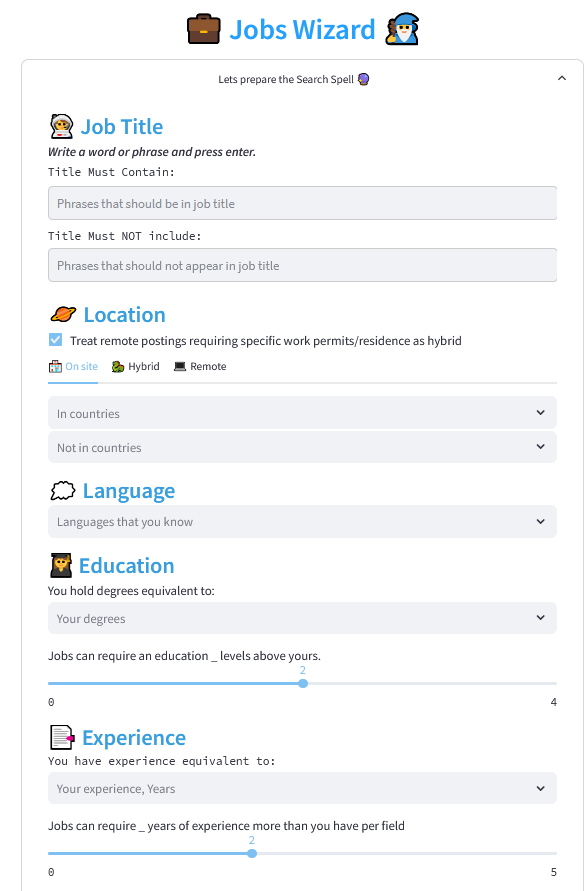 Jobs Wizard
Lets prepare the Search Spell
Job Title
Write a word or phrase and press enter.
Title Must Contain:
Phrases that should be in job title
Title Must NOT include:
Phrases that should not appear in job title
Location
Treat remote postings requiring specific work permits/residence as hybrid
On site Hybrid Remote
In countries
Not in countries
Language
Languages that you know
Education
You hold degrees equivalent to:
Your degrees
Jobs can require an education _ levels above yours.
2
0 4
Experience
You have experience equivalent to:
Your experience, Years
Jobs can require _ years of experience more than you have per field
2
0 5